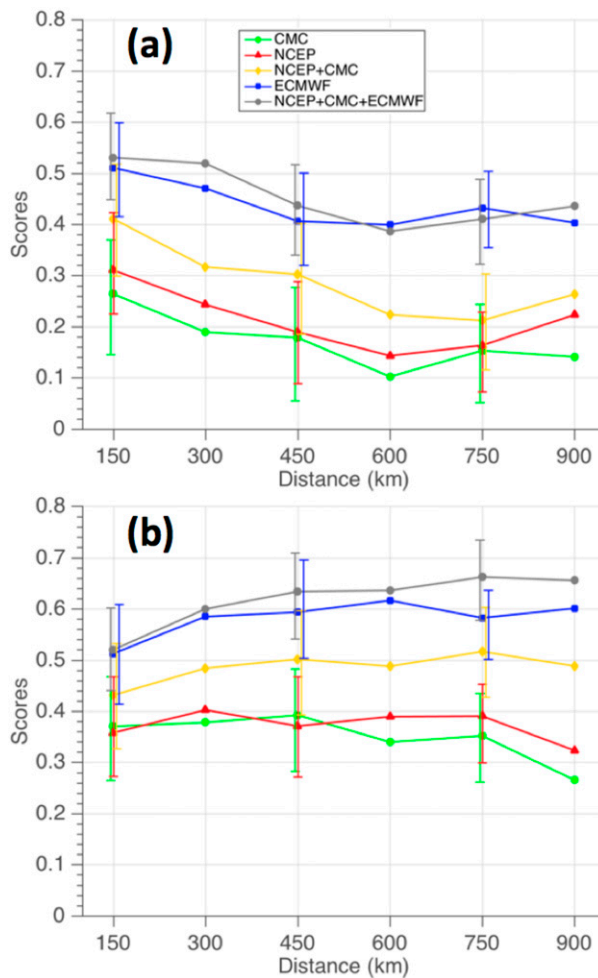 (a)
CMC
NCEP
NCEP+CMC
ECMWF
NCEP+CMC+ECMWF
Scores
0.8
0.7
0.6
0.5
0.4
0.3
0.2
0.1
0
150 300 450 600 750 900
Distance (km)
(b)
Scores
0.8
0.7
0.6
0.5
0.4
0.3
0.2
0.1
0
150 300 450 600 750 900
Distance (km)